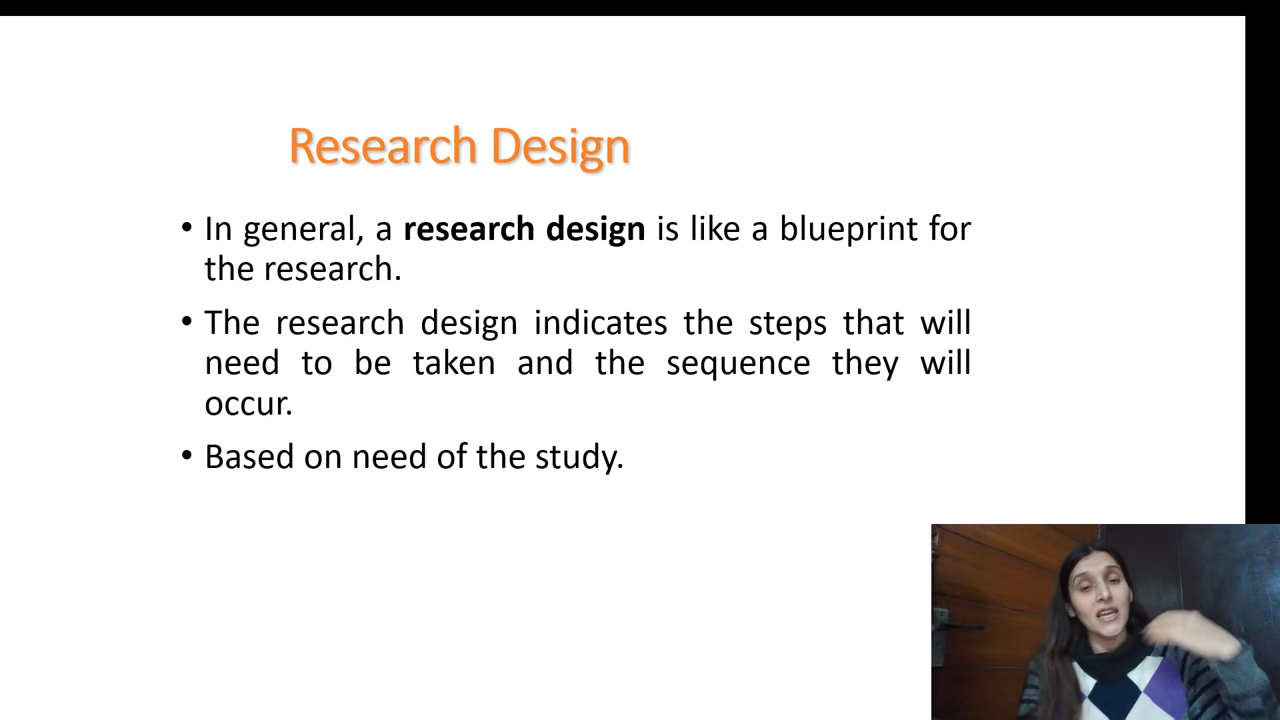 Research Design
• In general, a research design is like a blueprint for
the research.
• The research design indicates the steps that will
need to be taken and the sequence they will
occur.
• Based on need of the study.